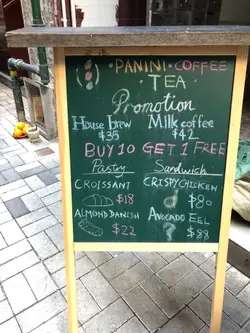 PANINI·COFFEE
·TEA·
Promotion
House brew Milk coffee
$35 $42
BUY 10 GET 1 FREE
Pastry Sandwich
CROISSANT CRISPY CHICKEN
$18 $80
ALMOND DANISH AVOCADO EEL
$22 $88